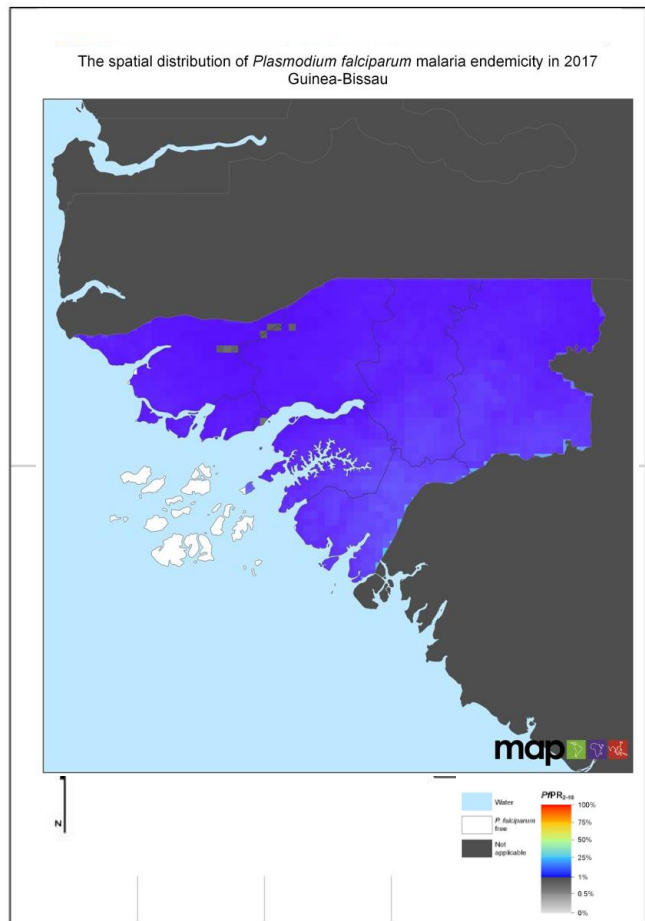 The spatial distribution of Plasmodium falciparum malaria endemicity in 2017
Guinea-Bissau
map
N
Water
P. falciparum
free
Not
applicable
PfPR2-10
100%
75%
50%
25%
1%
0.5%
0%